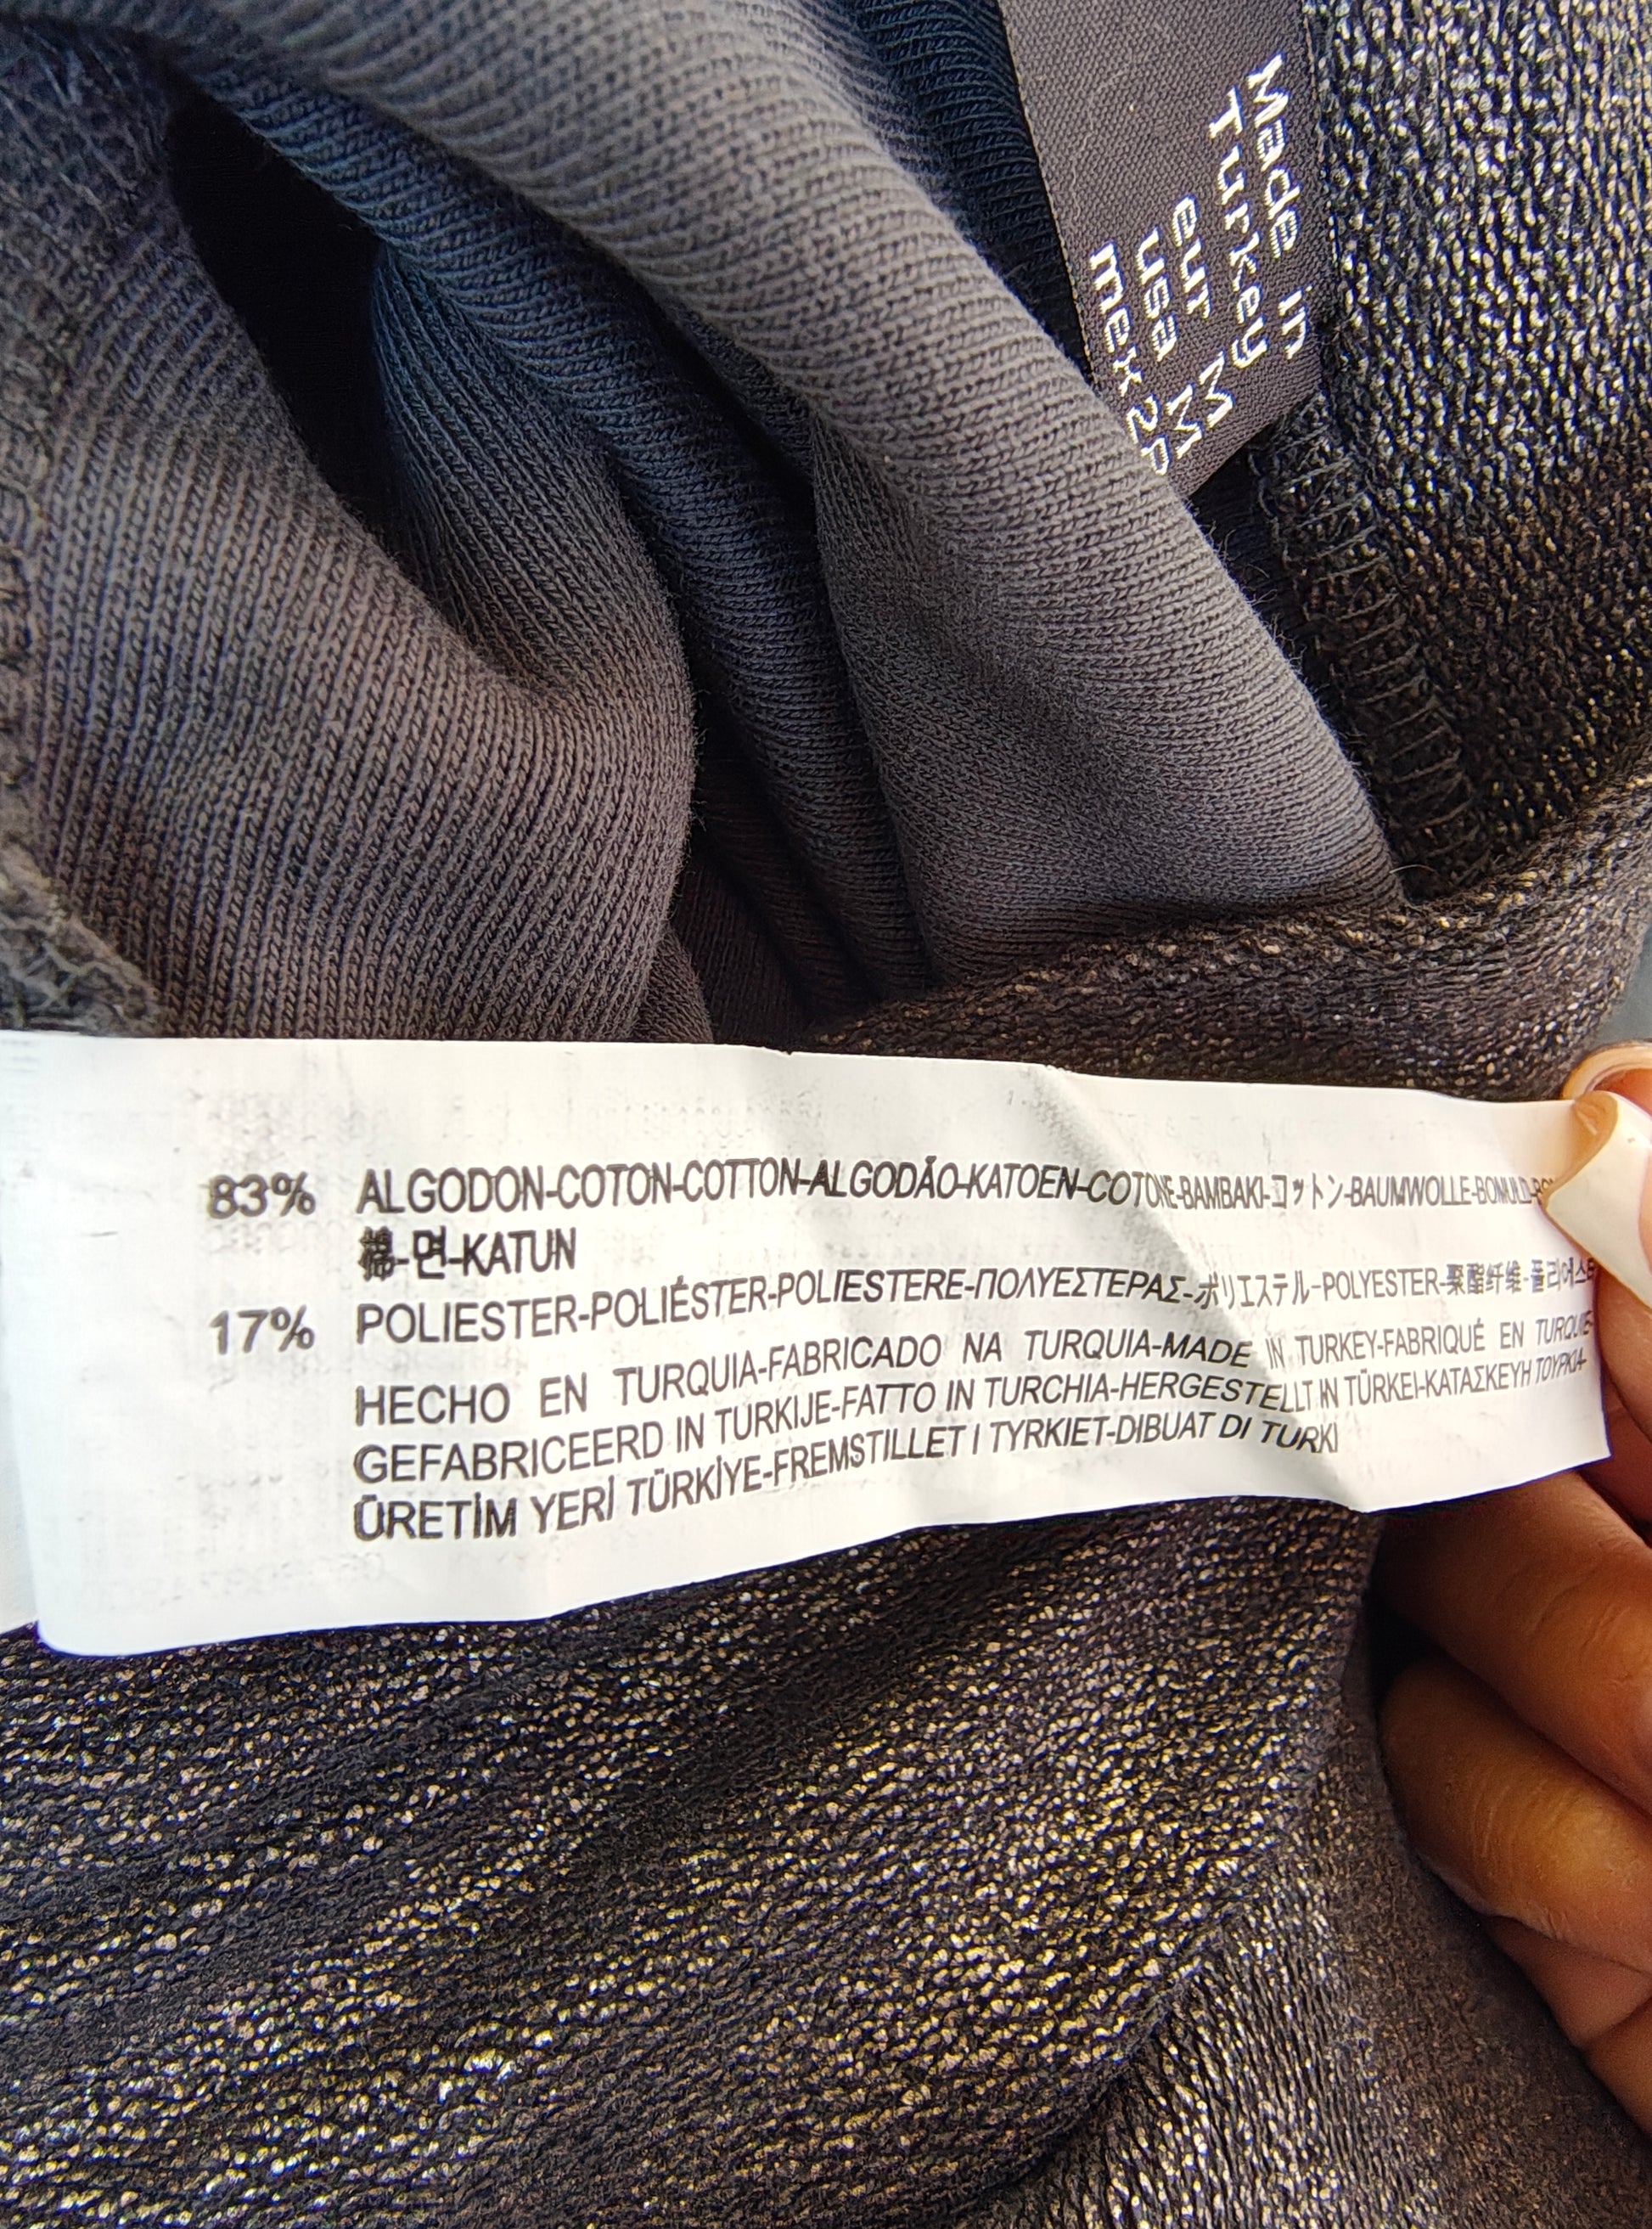 Made in
Turkey
eur M
usa M
mex 2P
83% ALGODON-COTON-COTTON-ALGODÃO-KATOEN-COTONE-BAMBAKI-コットン-BAUMWOLLE-BOMULD-
棉-면-KATUN
17% POLIESTER-POLIÉSTER-POLIESTERE-ΠΟΛΥΕΣΤΕΡΑΣ-ポリエステル-POLYESTER-聚酯纤维-폴리에스테
HECHO EN TURQUIA-FABRICADO NA TURQUIA-MADE IN TURKEY-FABRIQUÉ EN TURQUIE-
GEFABRICEERD IN TURKIJE-FATTO IN TURCHIA-HERGESTELLT IN TÜRKEI-ΚΑΤΑΣΚΕΥΗ ΤΟΥΡΚΙΑ-
ÜRETİM YERİ TÜRKİYE-FREMSTILLET I TYRKIET-DIBUAT DI TURKI